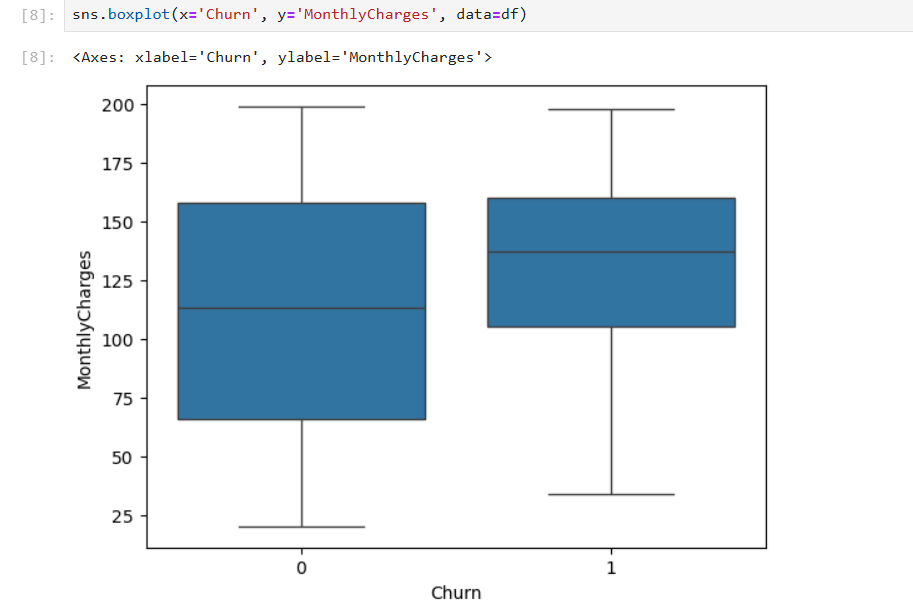 [8]: sns.boxplot(x='Churn', y='MonthlyCharges', data=df)
[8]: <Axes: xlabel='Churn', ylabel='MonthlyCharges'>
200
175
150
125
100
75
50
25
MonthlyCharges
0 1
Churn